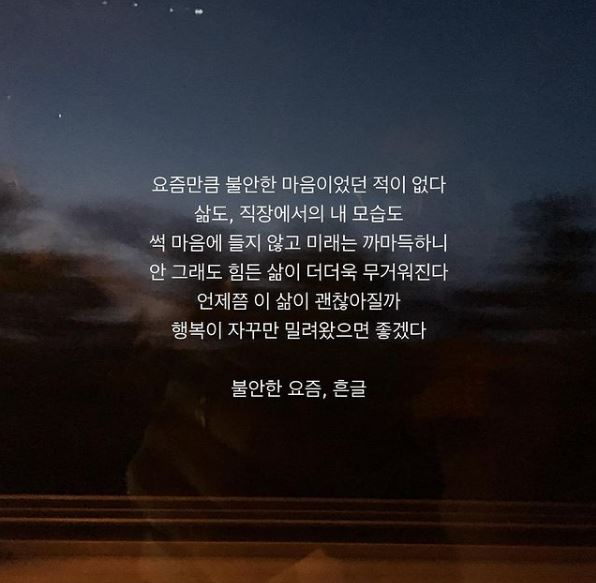 요즘만큼 불안한 마음이었던 적이 없다
삶도, 직장에서의 내 모습도
썩 마음에 들지 않고 미래는 까마득하니
안 그래도 힘든 삶이 더더욱 무거워진다
언제쯤 이 삶이 괜찮아질까
행복이 자꾸만 밀려왔으면 좋겠다
불안한 요즘, 흔글